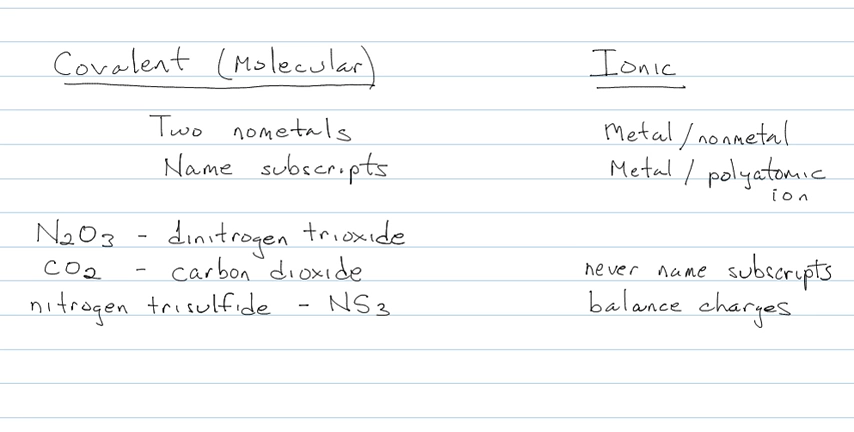 Covalent (Molecular)
Ionic
Two nometals
Name subscripts
Metal/nonmetal
Metal / polyatomic
ion
N2O3 - dinitrogen trioxide
CO2 - carbon dioxide
nitrogen trisulfide - NS3
never name subscripts
balance charges